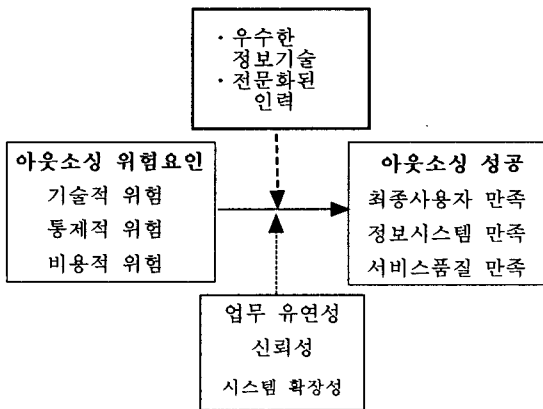 · 우수한
정보기술
· 전문화된
인력
아웃소싱 위험요인
기술적 위험
통제적 위험
비용적 위험
아웃소싱 성공
최종사용자 만족
정보시스템 만족
서비스품질 만족
업무 유연성
신뢰성
시스템 확장성